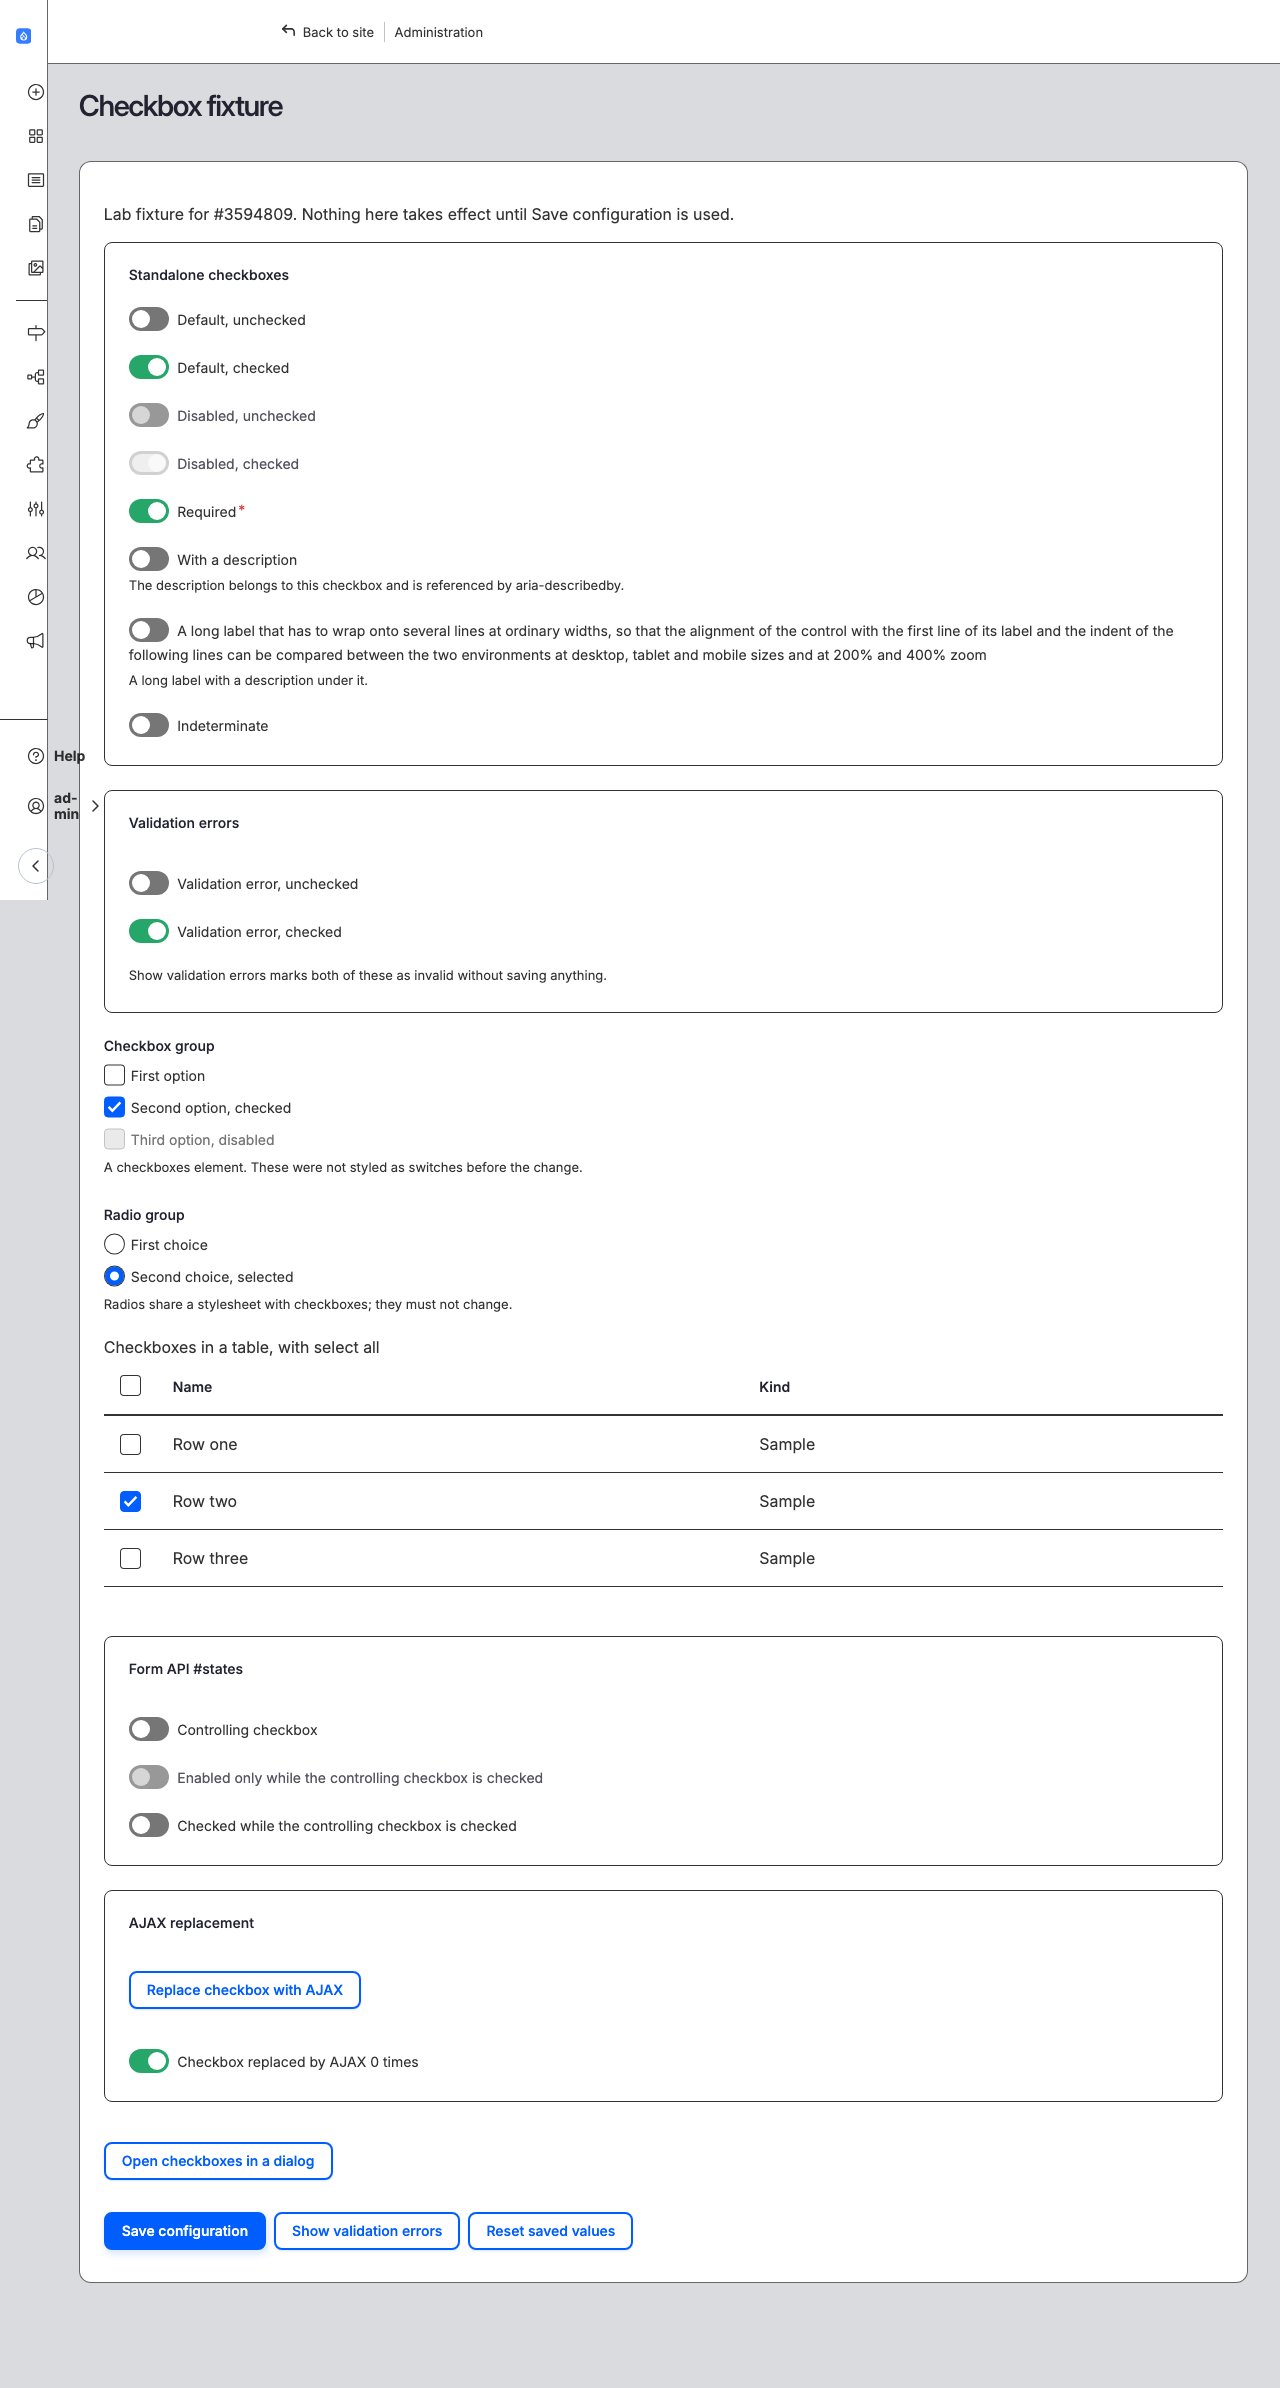 Back to site
Administration
Checkbox fixture
Lab fixture for #3594809. Nothing here takes effect until Save configuration is used.
Standalone checkboxes
Default, unchecked
Default, checked
Disabled, unchecked
Disabled, checked
Required*
With a description
The description belongs to this checkbox and is referenced by aria-describedby.
A long label that has to wrap onto several lines at ordinary widths, so that the alignment of the control with the first line of its label and the indent of the
following lines can be compared between the two environments at desktop, tablet and mobile sizes and at 200% and 400% zoom
A long label with a description under it.
Indeterminate
Help
ad-
min
Validation errors
Validation error, unchecked
Validation error, checked
Show validation errors marks both of these as invalid without saving anything.
Checkbox group
First option
Second option, checked
Third option, disabled
A checkboxes element. These were not styled as switches before the change.
Radio group
First choice
Second choice, selected
Radios share a stylesheet with checkboxes; they must not change.
Checkboxes in a table, with select all
Name Kind
Row one Sample
Row two Sample
Row three Sample
Form API #states
Controlling checkbox
Enabled only while the controlling checkbox is checked
Checked while the controlling checkbox is checked
AJAX replacement
Replace checkbox with AJAX
Checkbox replaced by AJAX 0 times
Open checkboxes in a dialog
Save configuration
Show validation errors
Reset saved values